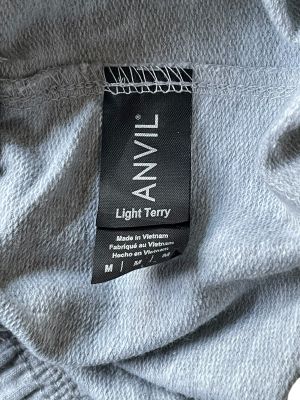 ANVIL®
Light Terry
Made in Vietnam
Fabriqué au Vietnam
Hecho en Vietnam
M / M / M